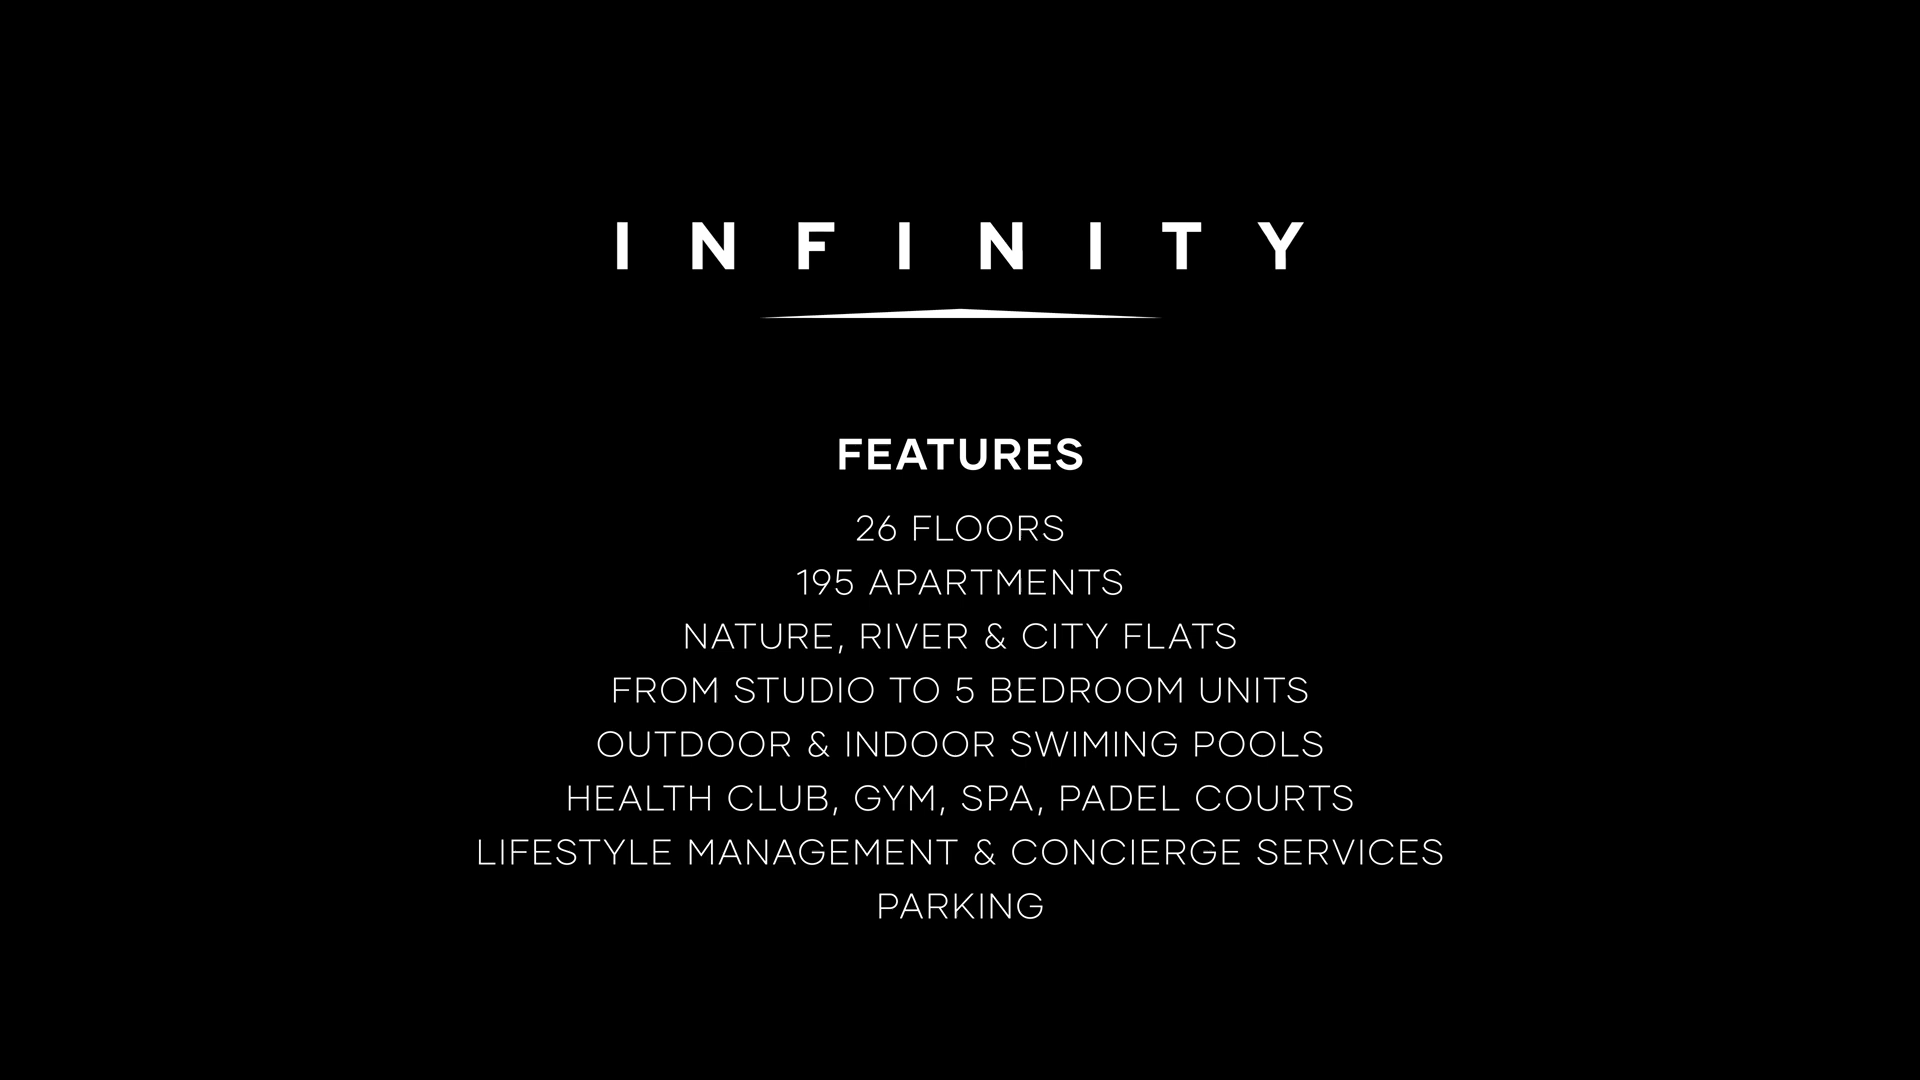 INFINITY
FEATURES
26 FLOORS
195 APARTMENTS
NATURE, RIVER & CITY FLATS
FROM STUDIO TO 5 BEDROOM UNITS
OUTDOOR & INDOOR SWIMING POOLS
HEALTH CLUB, GYM, SPA, PADEL COURTS
LIFESTYLE MANAGEMENT & CONCIERGE SERVICES
PARKING